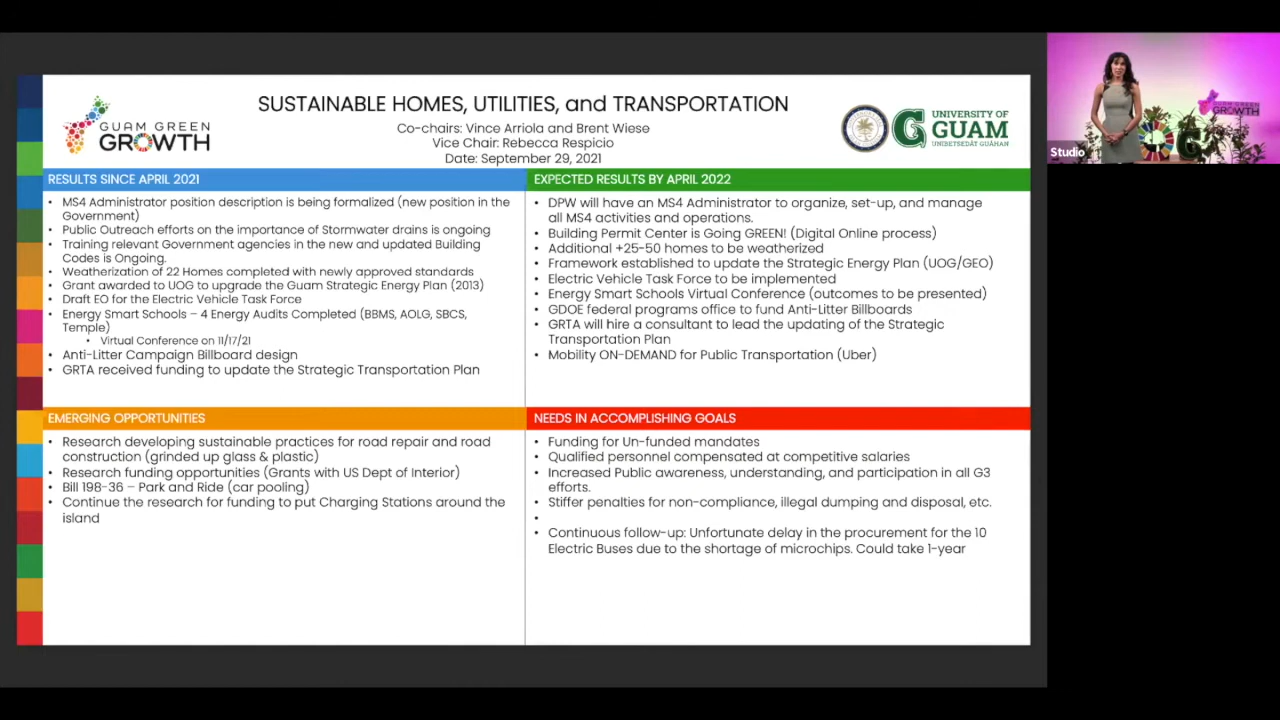 GUAM GREEN
GROWTH
SUSTAINABLE HOMES, UTILITIES, and TRANSPORTATION
Co-chairs: Vince Arriola and Brent Wiese
Vice Chair: Rebecca Respicio
Date: September 29, 2021
UNIVERSITY OF
GUAM
UNIBETSEDÅT GUÅHAN
GUAM GREEN
GROWTH
Studio
RESULTS SINCE APRIL 2021
• MS4 Administrator position description is being formalized (new position in the
Government)
• Public Outreach efforts on the importance of Stormwater drains is ongoing
• Training relevant Government agencies in the new and updated Building
Codes is Ongoing.
• Weatherization of 22 Homes completed with newly approved standards
• Grant awarded to UOG to upgrade the Guam Strategic Energy Plan (2013)
• Draft EO for the Electric Vehicle Task Force
• Energy Smart Schools – 4 Energy Audits Completed (BBMS, AOLG, SBCS,
Temple)
• Virtual Conference on 11/17/21
• Anti-Litter Campaign Billboard design
• GRTA received funding to update the Strategic Transportation Plan
EXPECTED RESULTS BY APRIL 2022
• DPW will have an MS4 Administrator to organize, set-up, and manage
all MS4 activities and operations.
• Building Permit Center is Going GREEN! (Digital Online process)
• Additional +25-50 homes to be weatherized
• Framework established to update the Strategic Energy Plan (UOG/GEO)
• Electric Vehicle Task Force to be implemented
• Energy Smart Schools Virtual Conference (outcomes to be presented)
• GDOE federal programs office to fund Anti-Litter Billboards
• GRTA will hire a consultant to lead the updating of the Strategic
Transportation Plan
• Mobility ON-DEMAND for Public Transportation (Uber)
EMERGING OPPORTUNITIES
• Research developing sustainable practices for road repair and road
construction (grinded up glass & plastic)
• Research funding opportunities (Grants with US Dept of Interior)
• Bill 198-36 – Park and Ride (car pooling)
• Continue the research for funding to put Charging Stations around the
island
NEEDS IN ACCOMPLISHING GOALS
• Funding for Un-funded mandates
• Qualified personnel compensated at competitive salaries
• Increased Public awareness, understanding, and participation in all G3
efforts.
• Stiffer penalties for non-compliance, illegal dumping and disposal, etc.
•
• Continuous follow-up: Unfortunate delay in the procurement for the 10
Electric Buses due to the shortage of microchips. Could take 1-year